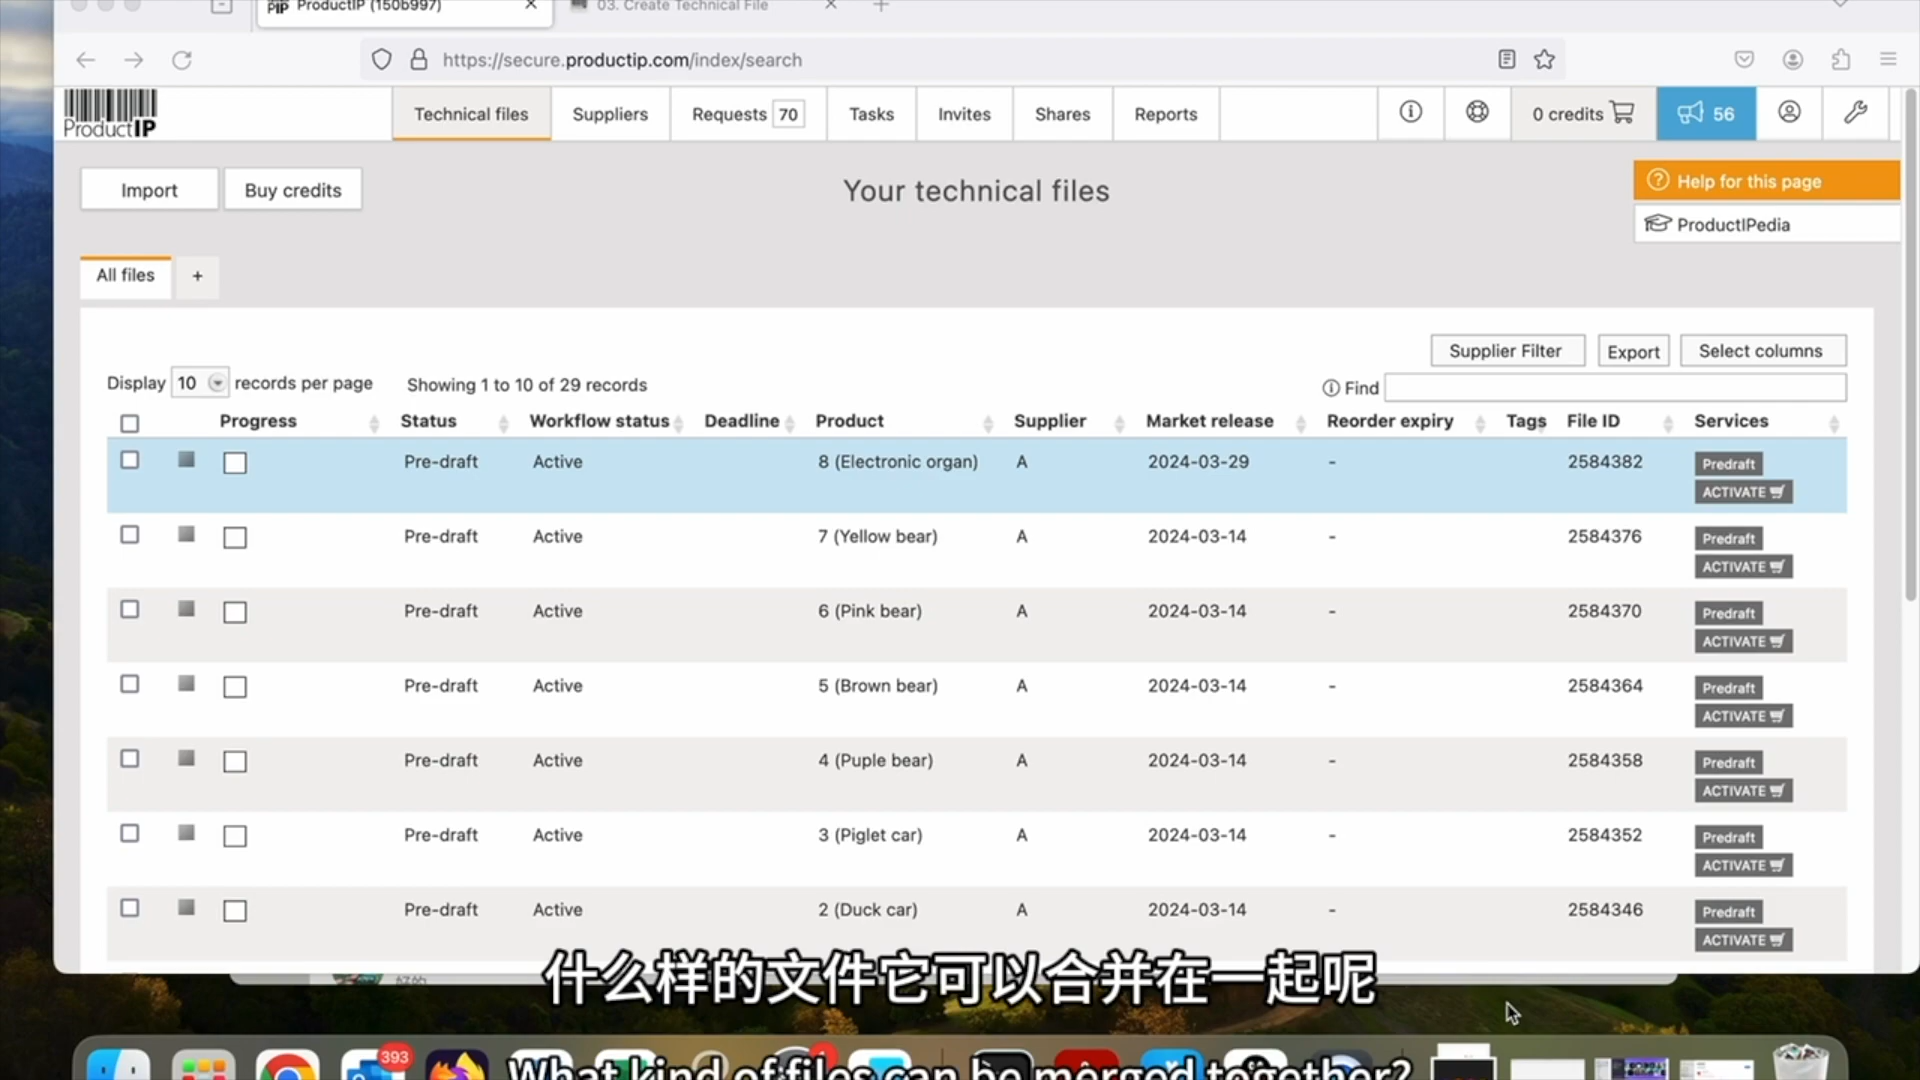 ProductIP (150b997)
03. Create Technical File
https://secure.productip.com/index/search
ProductIP
Technical files
Suppliers
Requests 70
Tasks
Invites
Shares
Reports
0 credits
56
Import
Buy credits
Your technical files
Help for this page
ProductIPedia
All files
+
Supplier Filter
Export
Select columns
Display 10 records per page
Showing 1 to 10 of 29 records
Find
Progress Status Workflow status Deadline Product Supplier Market release Reorder expiry Tags File ID Services
Pre-draft Active 8 (Electronic organ) A 2024-03-29 - 2584382 Predraft
ACTIVATE
Pre-draft Active 7 (Yellow bear) A 2024-03-14 - 2584376 Predraft
ACTIVATE
Pre-draft Active 6 (Pink bear) A 2024-03-14 - 2584370 Predraft
ACTIVATE
Pre-draft Active 5 (Brown bear) A 2024-03-14 - 2584364 Predraft
ACTIVATE
Pre-draft Active 4 (Puple bear) A 2024-03-14 - 2584358 Predraft
ACTIVATE
Pre-draft Active 3 (Piglet car) A 2024-03-14 - 2584352 Predraft
ACTIVATE
Pre-draft Active 2 (Duck car) A 2024-03-14 - 2584346 Predraft
ACTIVATE
什么样的文件它可以合并在一起呢
393
What kind of files can be merged together?